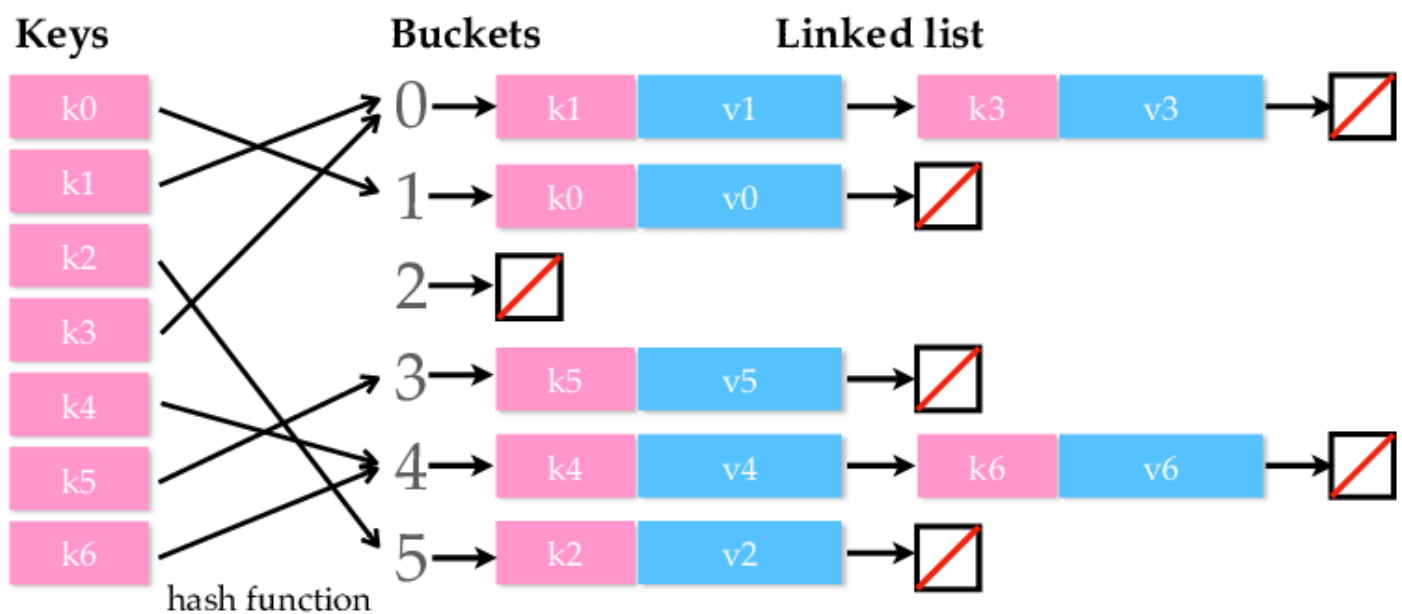 Keys Buckets Linked list
k0 0 k1 v1 k3 v3
k1 1 k0 v0
k2 2
k3
k4 3 k5 v5
k5 4 k4 v4 k6 v6
k6 5 k2 v2
hash function